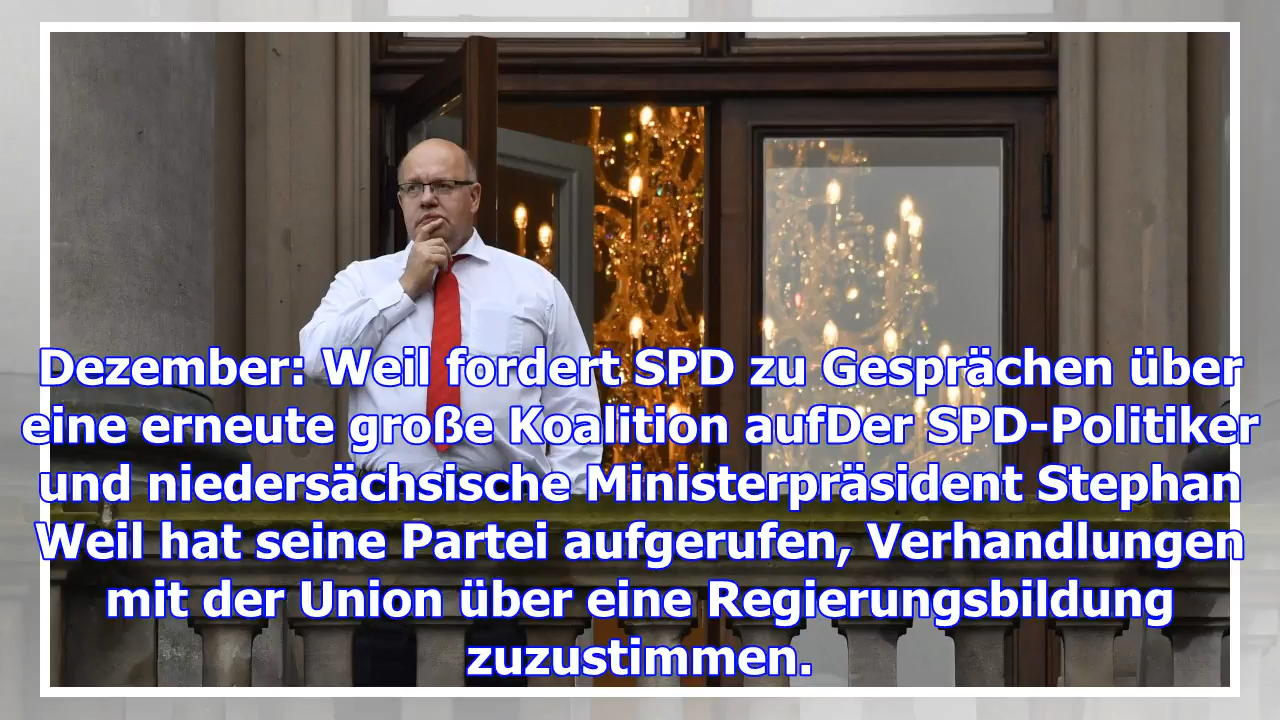 Dezember: Weil fordert SPD zu Gesprächen über
eine erneute große Koalition aufDer SPD-Politiker
und niedersächsische Ministerpräsident Stephan
Weil hat seine Partei aufgerufen, Verhandlungen
mit der Union über eine Regierungsbildung
zuzustimmen.